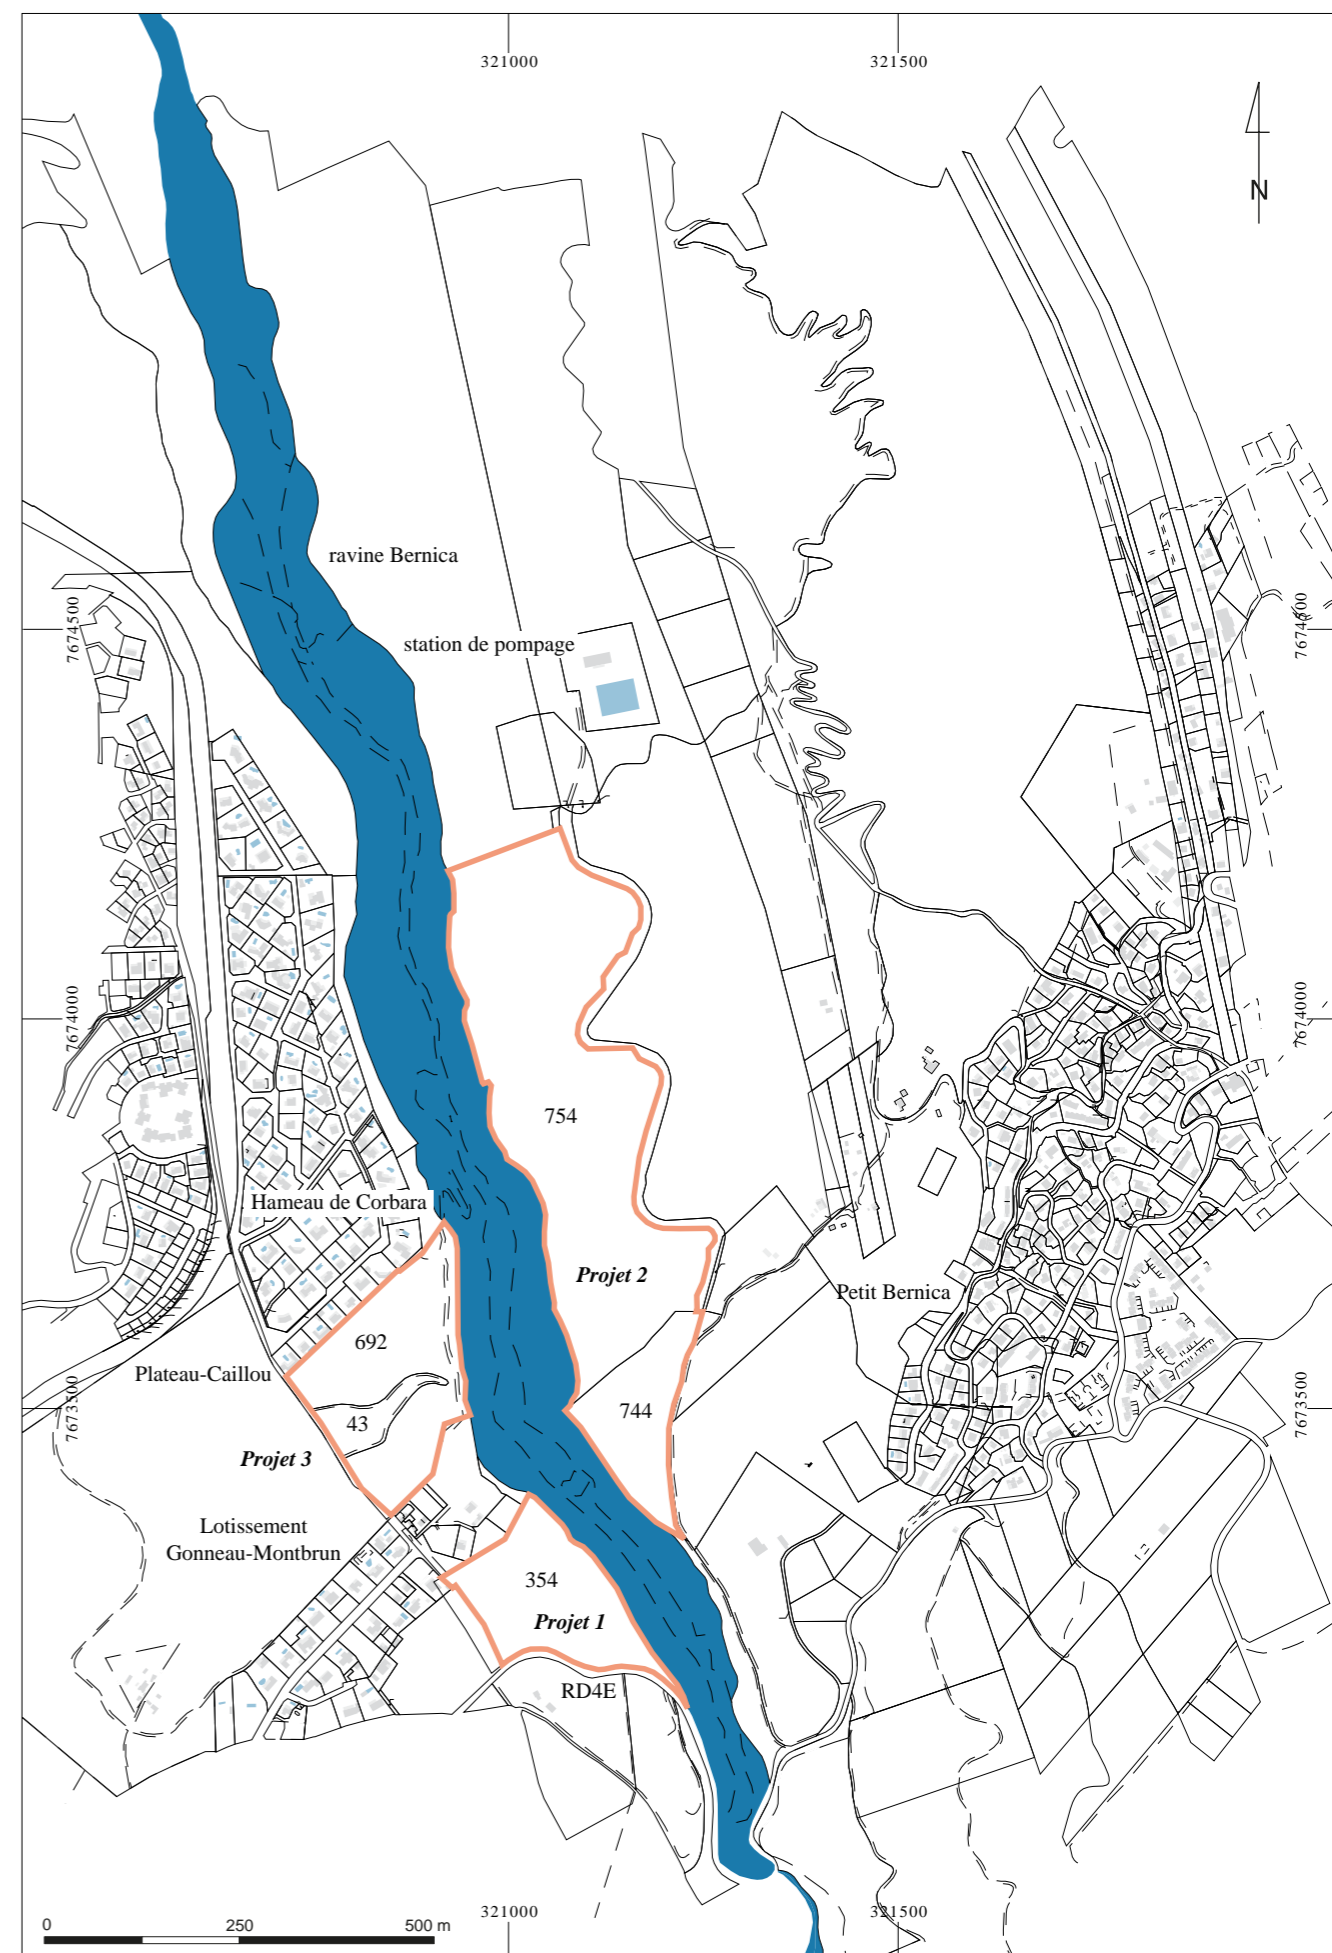 321000
321500
N
ravine Bernica
7674500
7674500
station de pompage
7674000
7674000
754
Hameau de Corbara
Projet 2
Petit Bernica
692
Plateau-Caillou
7673500
7673500
43
744
Projet 3
Lotissement
Gonneau-Montbrun
354
Projet 1
RD4E
321000
321500
0
250
500 m